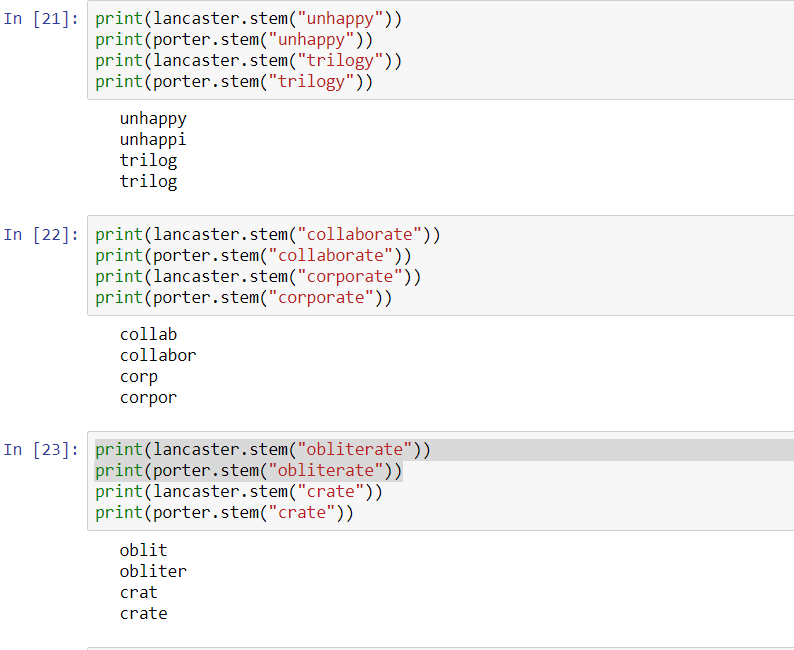 In [21]: print(lancaster.stem("unhappy"))
print(porter.stem("unhappy"))
print(lancaster.stem("trilogy"))
print(porter.stem("trilogy"))
unhappy
unhappi
trilog
trilog
In [22]: print(lancaster.stem("collaborate"))
print(porter.stem("collaborate"))
print(lancaster.stem("corporate"))
print(porter.stem("corporate"))
collab
collabor
corp
corpor
In [23]: print(lancaster.stem("obliterate"))
print(porter.stem("obliterate"))
print(lancaster.stem("crate"))
print(porter.stem("crate"))
oblit
obliter
crat
crate